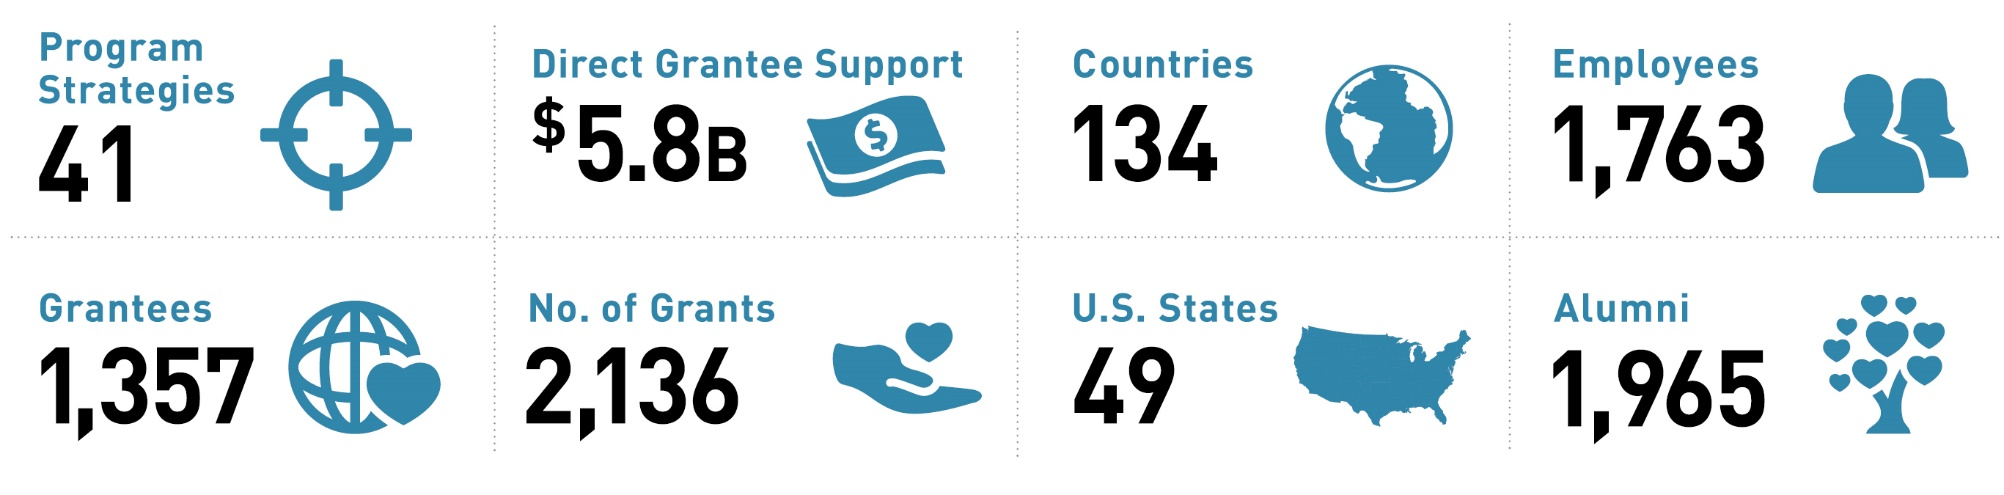 Program
Strategies
41
Direct Grantee Support
$5.8B
Countries
134
Employees
1,763
Grantees
1,357
No. of Grants
2,136
U.S. States
49
Alumni
1,965